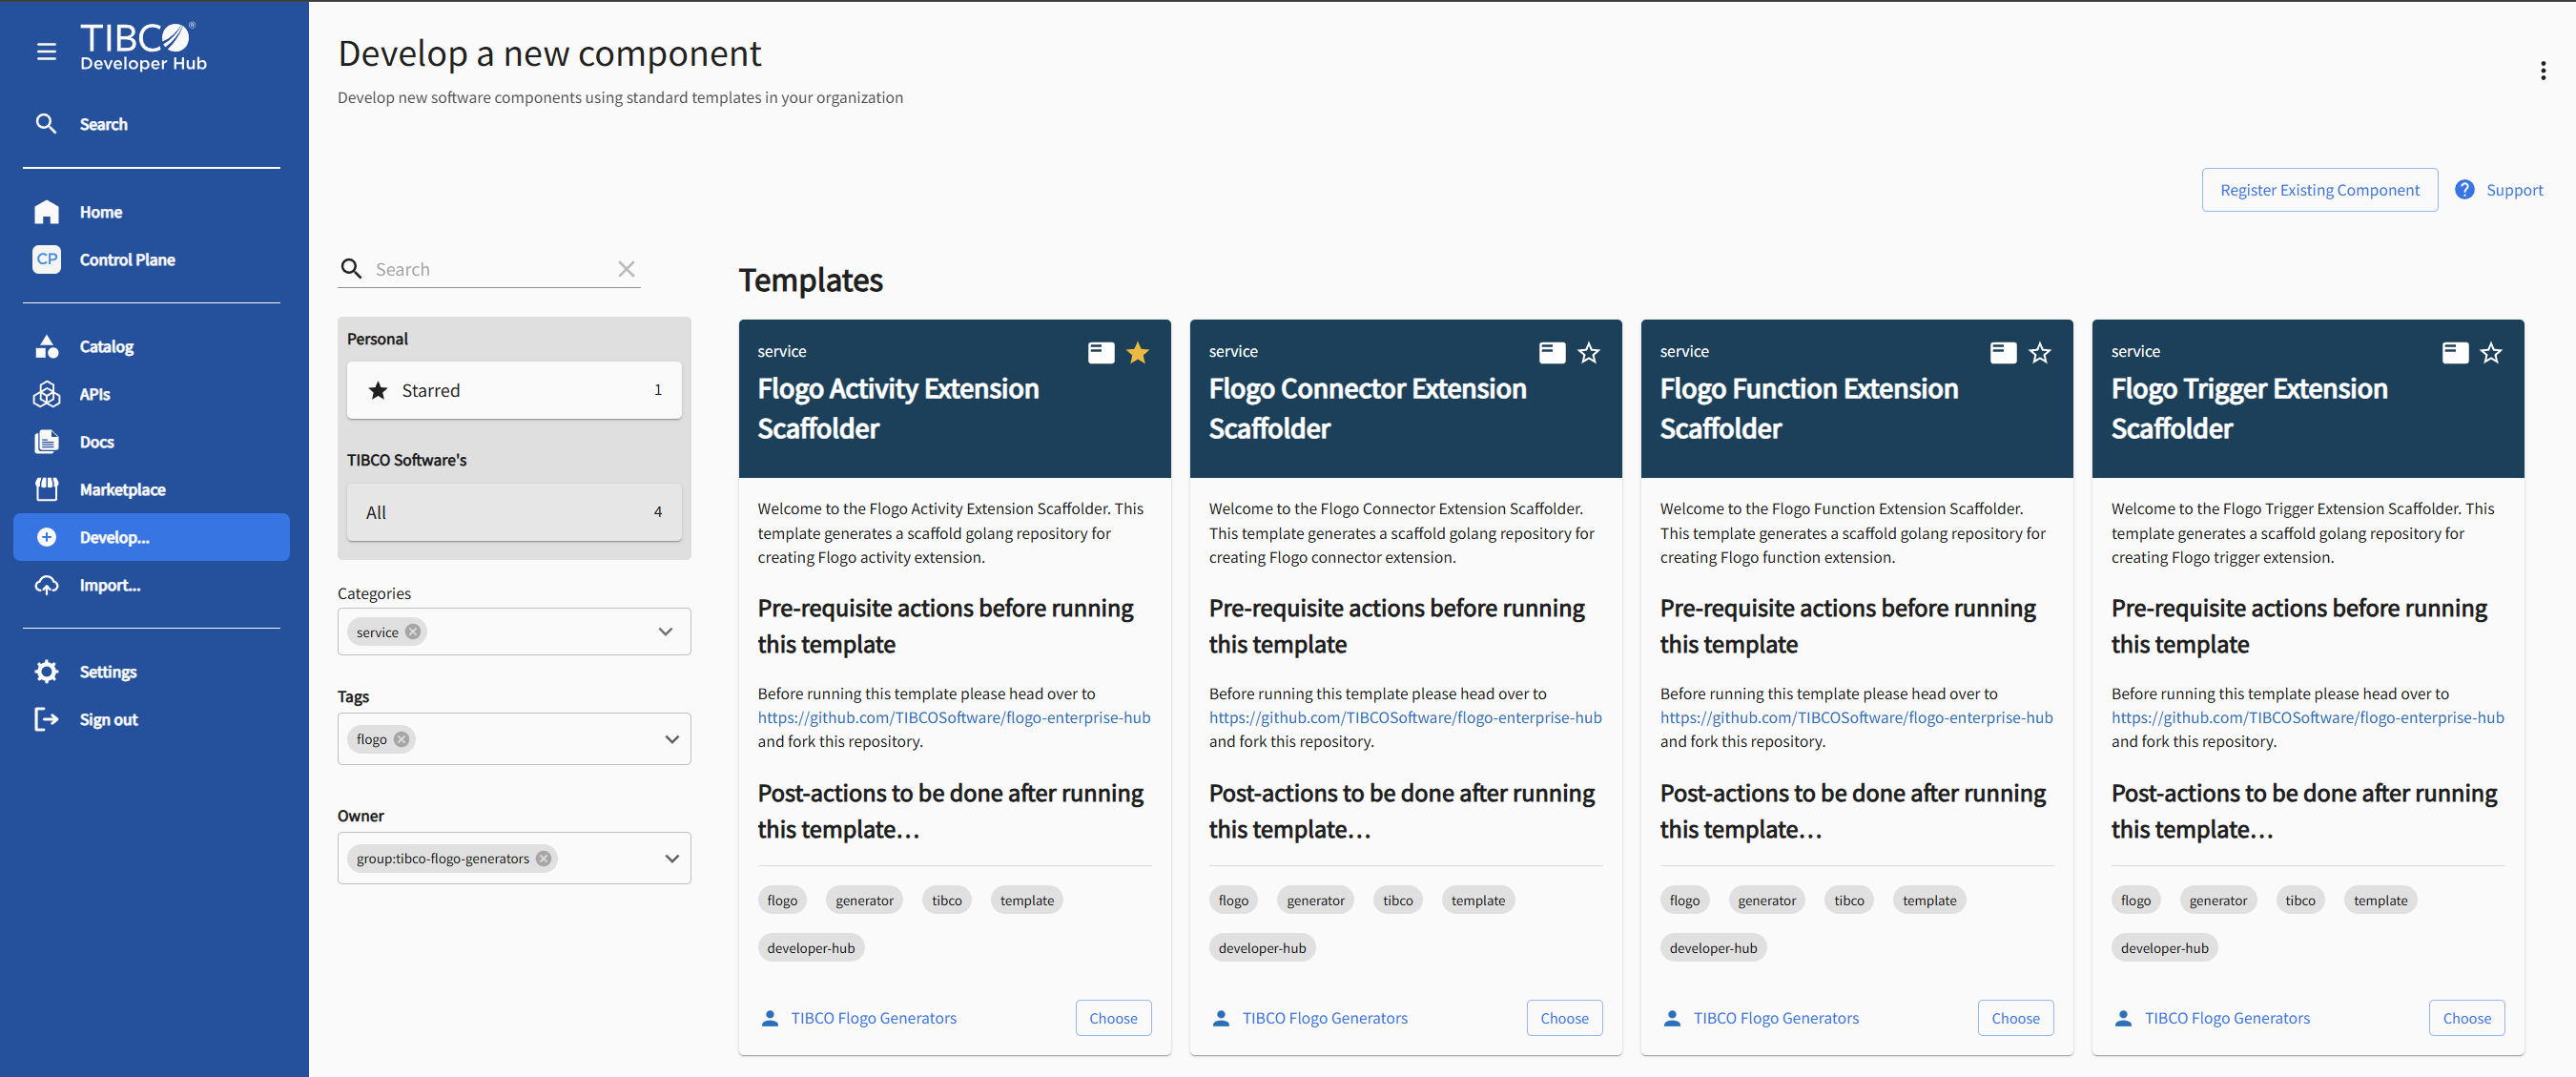 TIBCO®
Developer Hub
Search
Home
CP
Control Plane
Catalog
APIs
Docs
Marketplace
Develop...
Import...
Settings
Sign out
Develop a new component
Develop new software components using standard templates in your organization
Register Existing Component
? Support
Search
Personal
Starred 1
TIBCO Software's
All 4
Categories
service
Tags
flogo
Owner
group:tibco-flogo-generators
Templates
service
Flogo Activity Extension
Scaffolder
Welcome to the Flogo Activity Extension Scaffolder. This
template generates a scaffold golang repository for
creating Flogo activity extension.
Pre-requisite actions before running
this template
Before running this template please head over to
https://github.com/TIBCOSoftware/flogo-enterprise-hub
and fork this repository.
Post-actions to be done after running
this template…
flogo generator tibco template
developer-hub
TIBCO Flogo Generators Choose
service
Flogo Connector Extension
Scaffolder
Welcome to the Flogo Connector Extension Scaffolder.
This template generates a scaffold golang repository for
creating Flogo connector extension.
Pre-requisite actions before running
this template
Before running this template please head over to
https://github.com/TIBCOSoftware/flogo-enterprise-hub
and fork this repository.
Post-actions to be done after running
this template…
flogo generator tibco template
developer-hub
TIBCO Flogo Generators Choose
service
Flogo Function Extension
Scaffolder
Welcome to the Flogo Function Extension Scaffolder.
This template generates a scaffold golang repository for
creating Flogo function extension.
Pre-requisite actions before running
this template
Before running this template please head over to
https://github.com/TIBCOSoftware/flogo-enterprise-hub
and fork this repository.
Post-actions to be done after running
this template…
flogo generator tibco template
developer-hub
TIBCO Flogo Generators Choose
service
Flogo Trigger Extension
Scaffolder
Welcome to the Flogo Trigger Extension Scaffolder. This
template generates a scaffold golang repository for
creating Flogo trigger extension.
Pre-requisite actions before running
this template
Before running this template please head over to
https://github.com/TIBCOSoftware/flogo-enterprise-hub
and fork this repository.
Post-actions to be done after running
this template…
flogo generator tibco template
developer-hub
TIBCO Flogo Generators Choose